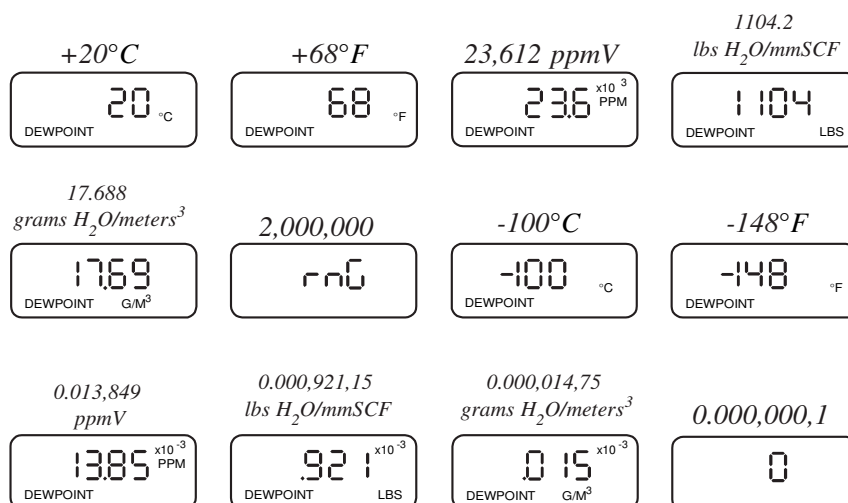 +20°C
20 °C
DEWPOINT
+68°F
68 °F
DEWPOINT
23,612 ppmV
23.6 x10 3
PPM
DEWPOINT
1104.2
lbs H2O/mmSCF
1104
DEWPOINT LBS
17.688
grams H2O/meters3
17.69
DEWPOINT G/M3
2,000,000
rnG
-100°C
-100 °C
DEWPOINT
-148°F
-148 °F
DEWPOINT
0.013,849
ppmV
13.85 x10 -3
PPM
DEWPOINT
0.000,921,15
lbs H2O/mmSCF
.921 x10 -3
DEWPOINT LBS
0.000,014,75
grams H2O/meters3
.015 x10 -3
DEWPOINT G/M3
0.000,000,1
0